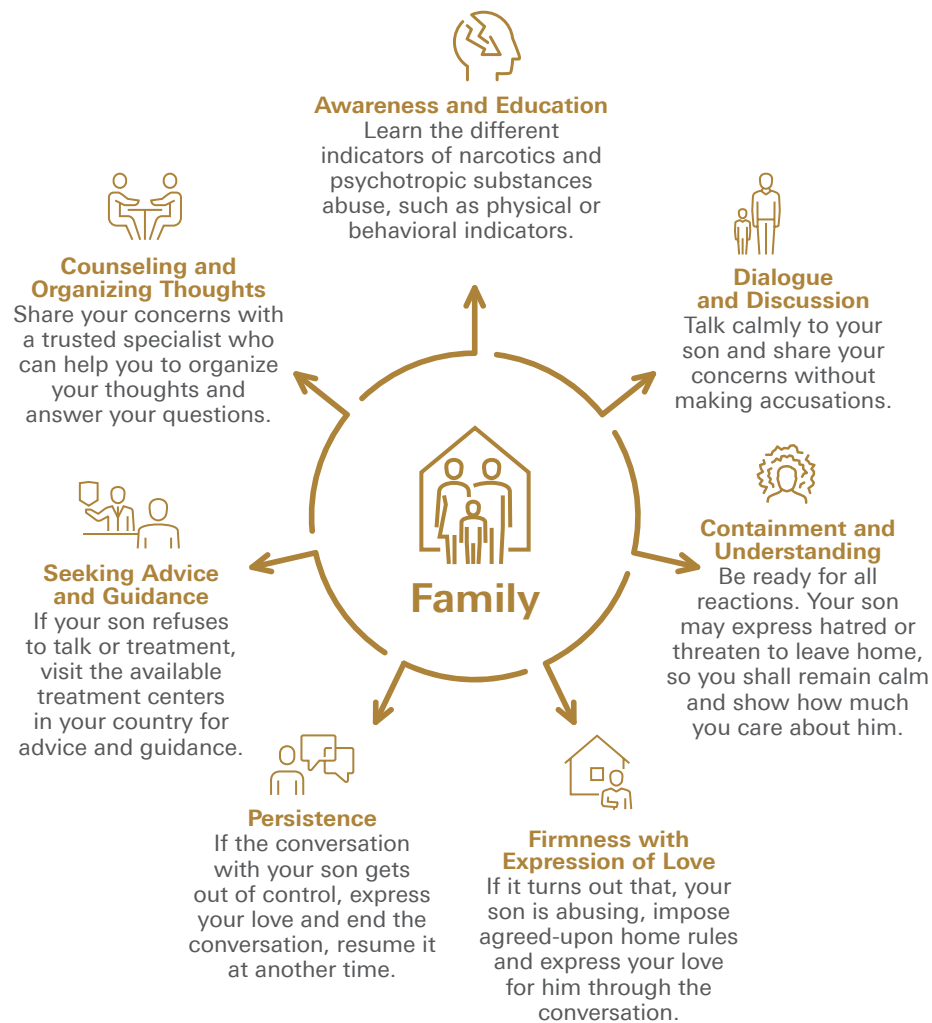 Awareness and Education
Learn the different
indicators of narcotics and
psychotropic substances
abuse, such as physical or
behavioral indicators.
Dialogue
and Discussion
Talk calmly to your
son and share your
concerns without
making accusations.
Containment and
Understanding
Be ready for all
reactions. Your son
may express hatred or
threaten to leave home,
so you shall remain calm
and show how much
you care about him.
Firmness with
Expression of Love
If it turns out that, your
son is abusing, impose
agreed-upon home rules
and express your love
for him through the
conversation.
Persistence
If the conversation
with your son gets
out of control, express
your love and end the
conversation, resume it
at another time.
Seeking Advice
and Guidance
If your son refuses
to talk or treatment,
visit the available
treatment centers
in your country for
advice and guidance.
Counseling and
Organizing Thoughts
Share your concerns with
a trusted specialist who
can help you to organize
your thoughts and
answer your questions.
Family